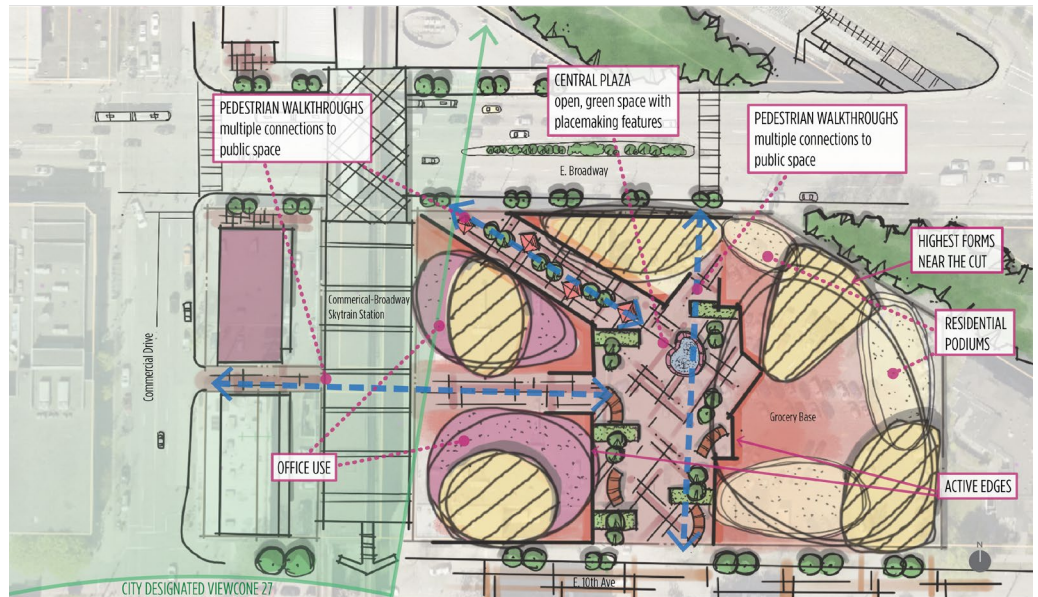 PEDESTRIAN WALKTHROUGHS
multiple connections to
public space
CENTRAL PLAZA
open, green space with
placemaking features
PEDESTRIAN WALKTHROUGHS
multiple connections to
public space
E. Broadway
HIGHEST FORMS
NEAR THE CUT
Commerical-Broadway
Skytrain Station
RESIDENTIAL
PODIUMS
Commercial Drive
Grocery Base
OFFICE USE
ACTIVE EDGES
N
E. 10th Ave
CITY DESIGNATED VIEWCONE 27